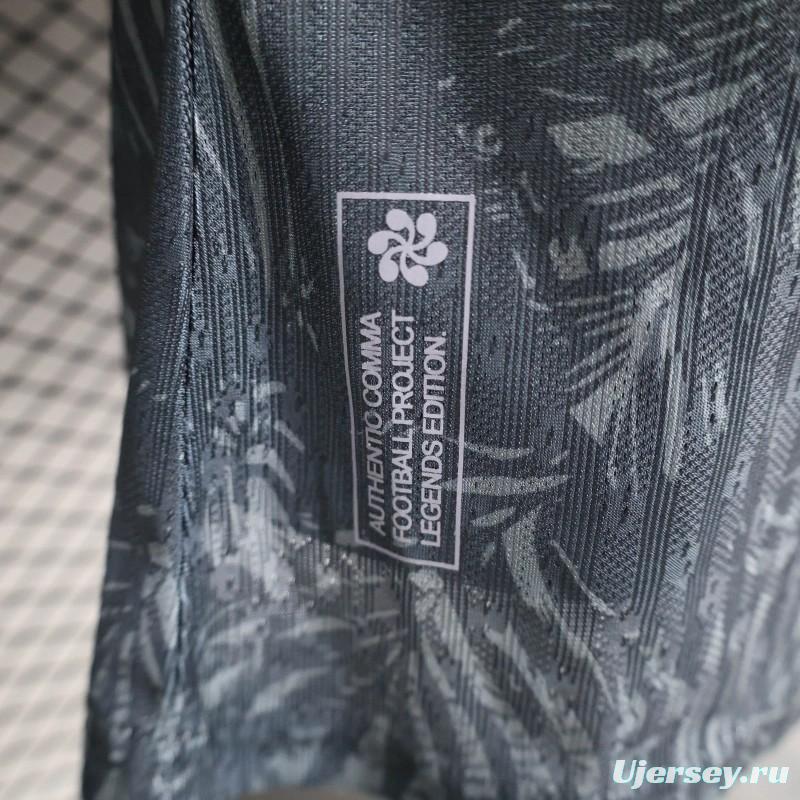 AUTHENTIC COMMA
FOOTBALL PROJECT
LEGENDS EDITION.
Ujersey.ru